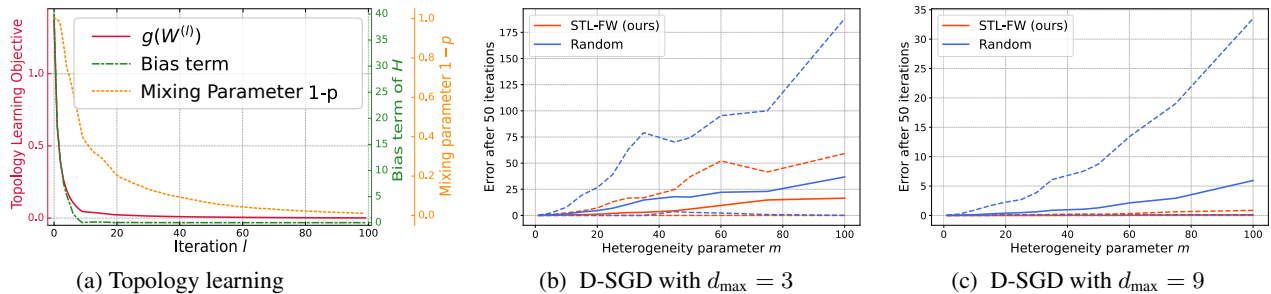 g(W^{(l)})
Bias term
Mixing Parameter 1-p
Topology Learning Objective
1.0
0.5
0.0
0 20 40 60 80 100
Iteration l
40
35
30
25
20
15
10
5
0
Bias term of H
1.0
0.8
0.6
0.4
0.2
0.0
Mixing parameter 1 − p
(a) Topology learning
STL-FW (ours)
Random
Error after 50 iterations
200
175
150
125
100
75
50
25
0
0 20 40 60 80 100
Heterogeneity parameter m
(b) D-SGD with d_max = 3
STL-FW (ours)
Random
Error after 50 iterations
35
30
25
20
15
10
5
0
0 20 40 60 80 100
Heterogeneity parameter m
(c) D-SGD with d_max = 9